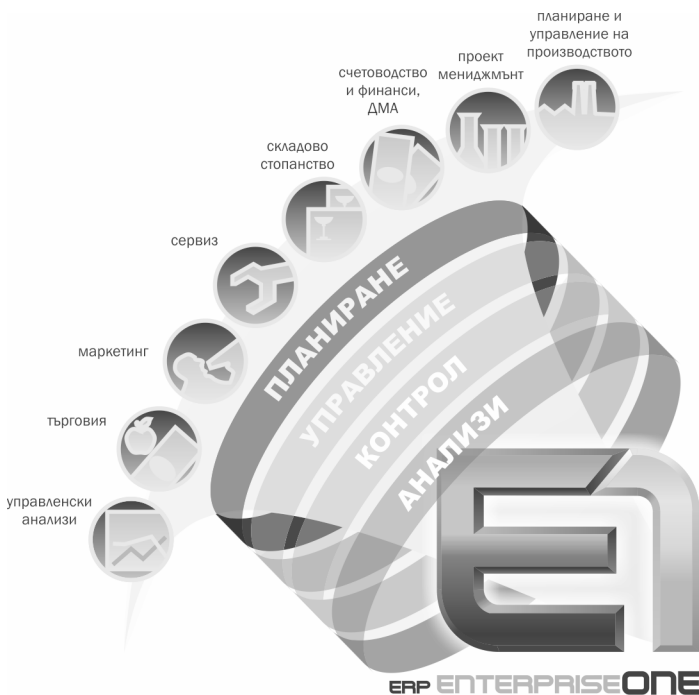 планиране и
управление на
производството
проект
мениджмънт
счетоводство
и финанси,
ДМА
складово
стопанство
сервиз
маркетинг
търговия
управленски
анализи
ПЛАНИРАНЕ
УПРАВЛЕНИЕ
КОНТРОЛ
АНАЛИЗИ
ERP ENTERPRISEONE